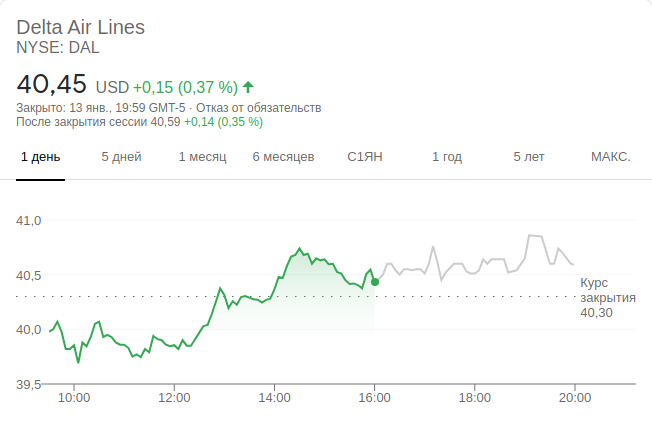 Delta Air Lines
NYSE: DAL
40,45 USD +0,15 (0,37 %)
Закрыто: 13 янв., 19:59 GMT-5 · Отказ от обязательств
После закрытия сессии 40,59 +0,14 (0,35 %)
1 день 5 дней 1 месяц 6 месяцев С1ЯН 1 год 5 лет МАКС.
41,0
40,5
Курс
закрытия
40,30
40,0
39,5
10:00 12:00 14:00 16:00 18:00 20:00